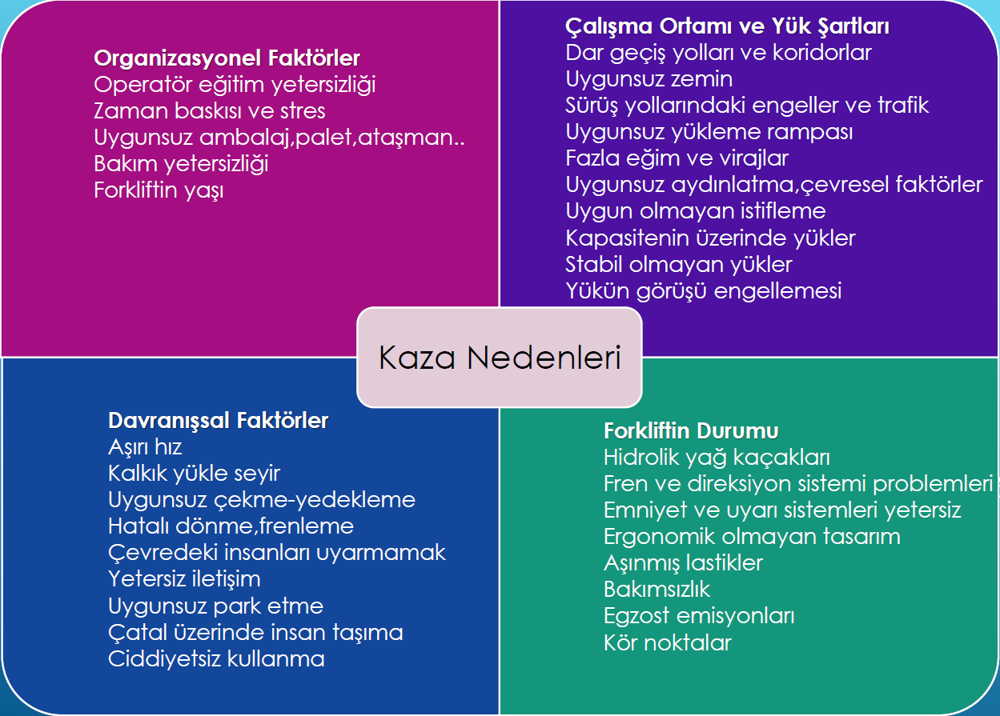 Organizasyonel Faktörler
Operatör eğitim yetersizliği
Zaman baskısı ve stres
Uygunsuz ambalaj,palet,ataşman..
Bakım yetersizliği
Forkliftin yaşı
Çalışma Ortamı ve Yük Şartları
Dar geçiş yolları ve koridorlar
Uygunsuz zemin
Sürüş yollarındaki engeller ve trafik
Uygunsuz yükleme rampası
Fazla eğim ve virajlar
Uygunsuz aydınlatma,çevresel faktörler
Uygun olmayan istifleme
Kapasitenin üzerinde yükler
Stabil olmayan yükler
Yükün görüşü engellemesi
Kaza Nedenleri
Davranışsal Faktörler
Aşırı hız
Kalkık yükle seyir
Uygunsuz çekme-yedekleme
Hatalı dönme,frenleme
Çevredeki insanları uyarmamak
Yetersiz iletişim
Uygunsuz park etme
Çatal üzerinde insan taşıma
Ciddiyetsiz kullanma
Forkliftin Durumu
Hidrolik yağ kaçakları
Fren ve direksiyon sistemi problemleri
Emniyet ve uyarı sistemleri yetersiz
Ergonomik olmayan tasarım
Aşınmış lastikler
Bakımsızlık
Egzost emisyonları
Kör noktalar